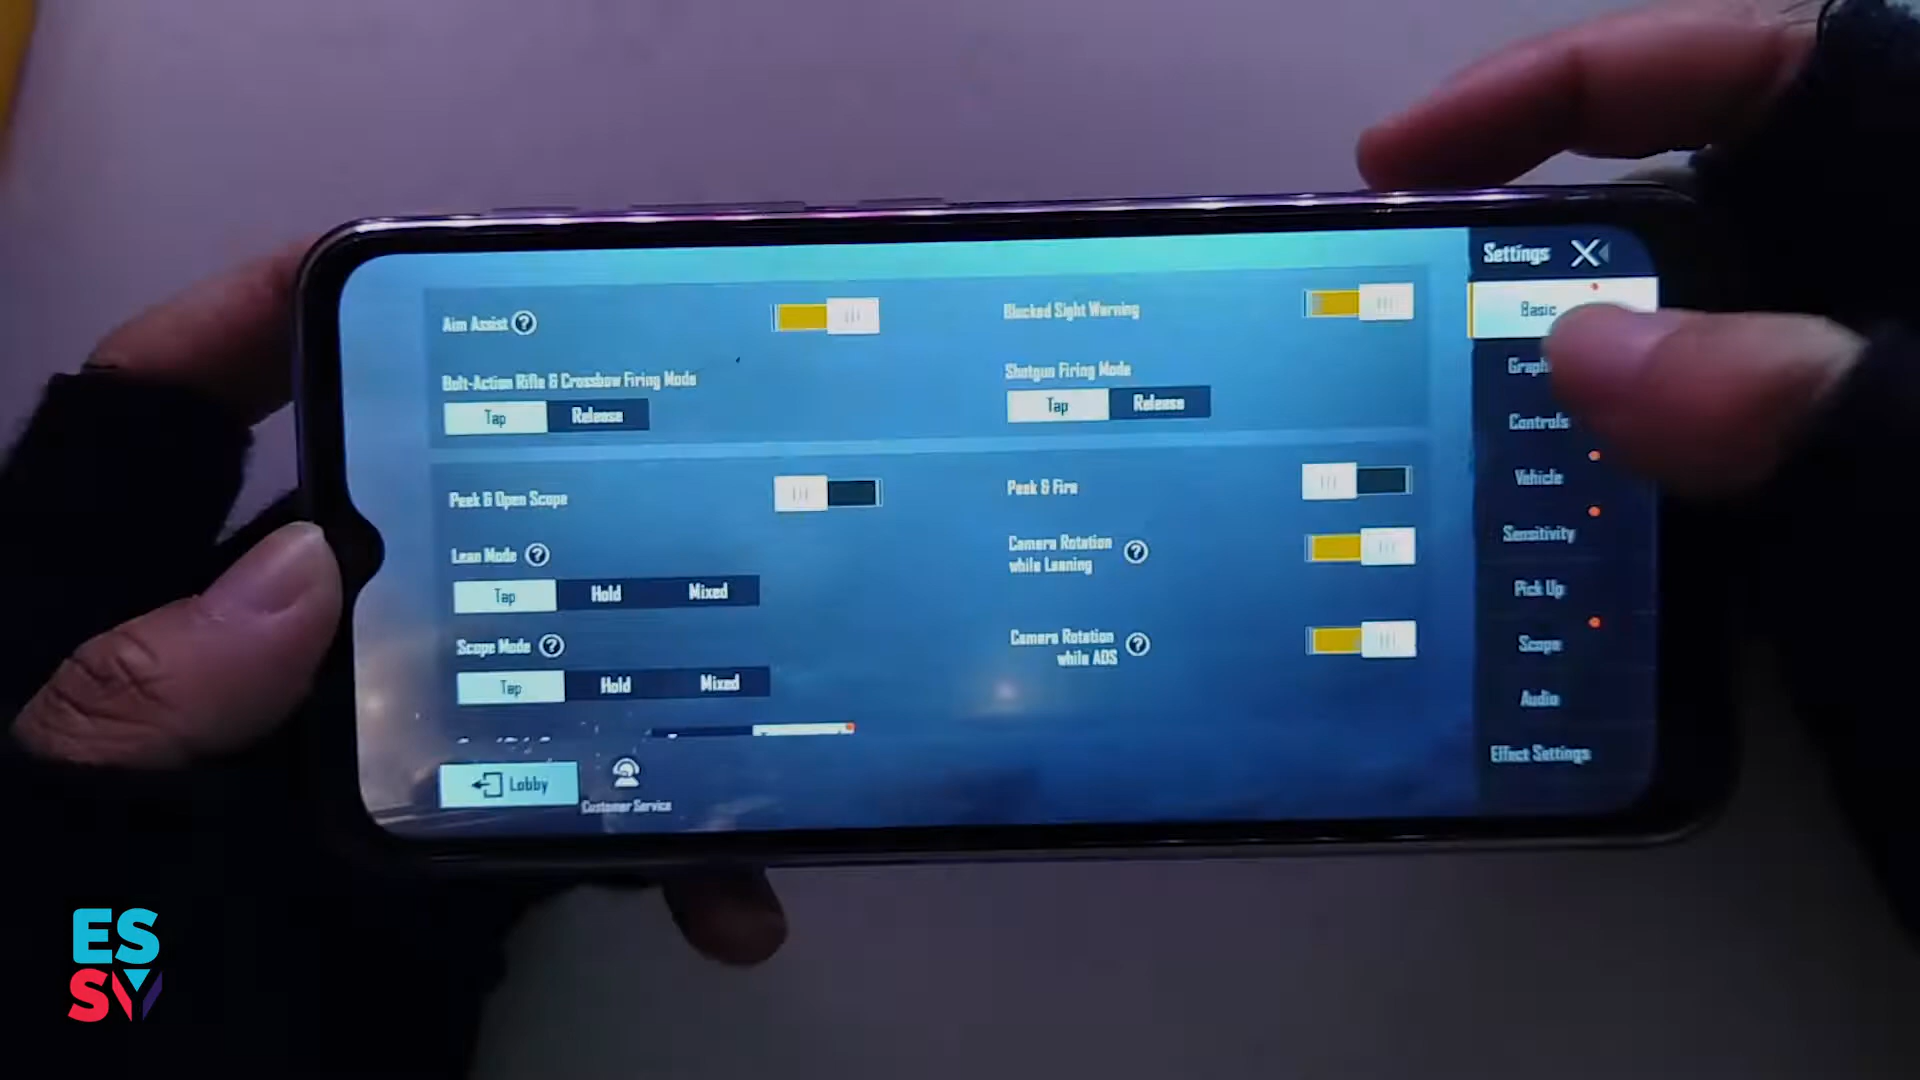 Settings
Aim Assist ?
Blocked Sight Warning
Basic
Bolt-Action Rifle & Crossbow Firing Mode
Shotgun Firing Mode
Tap Release
Tap Release
Controls
Peek & Open Scope
Peek & Fire
Vehicle
Lean Mode ?
Camera Rotation
while Leaning ?
Sensitivity
Tap Hold Mixed
Pick Up
Scope Mode ?
Camera Rotation
while ADS ?
Scope
Tap Hold Mixed
Audio
Effect Settings
Lobby
Customer Service
ES
SY